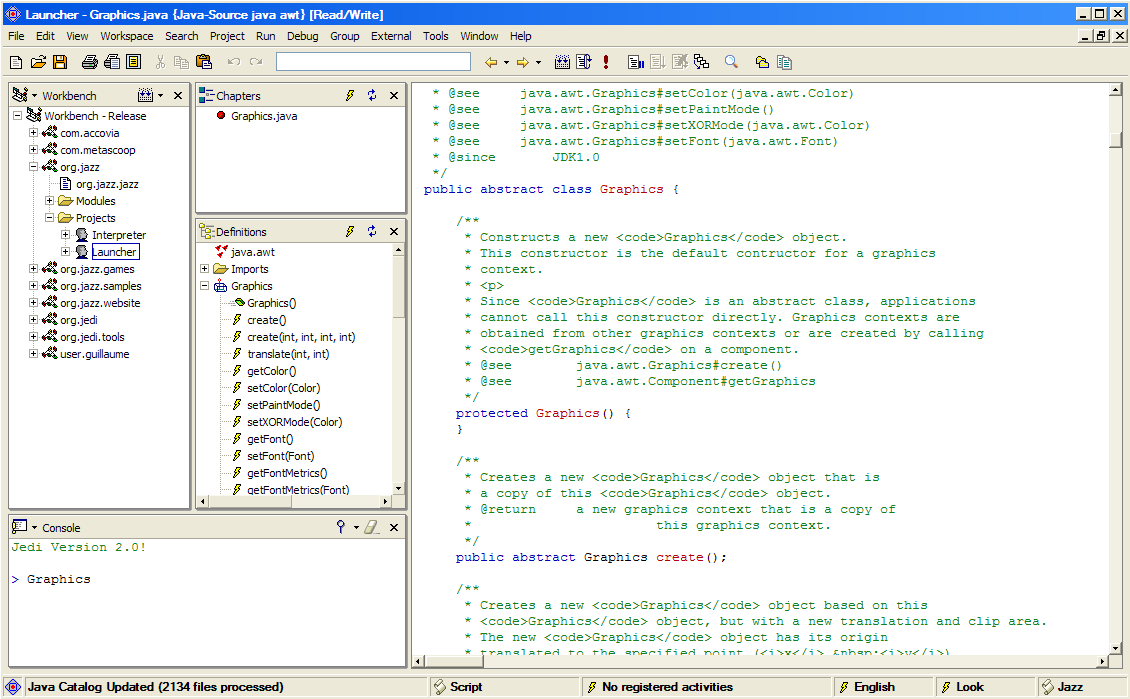 Launcher - Graphics.java {Java-Source java awt} [Read/Write]
File Edit View Workspace Search Project Run Debug Group External Tools Window Help
Workbench
Workbench - Release
com.accovia
com.metascoop
org.jazz
org.jazz.jazz
Modules
Projects
Interpreter
Launcher
org.jazz.games
org.jazz.samples
org.jazz.website
org.jedi
org.jedi.tools
user.guillaume
Chapters
Graphics.java
Definitions
java.awt
Imports
Graphics
Graphics()
create()
create(int, int, int, int)
translate(int, int)
getColor()
setColor(Color)
setPaintMode()
setXORMode(Color)
getFont()
setFont(Font)
getFontMetrics()
getFontMetrics(Font)
Console
Jedi Version 2.0!
> Graphics
* @see java.awt.Graphics#setColor(java.awt.Color)
* @see java.awt.Graphics#setPaintMode()
* @see java.awt.Graphics#setXORMode(java.awt.Color)
* @see java.awt.Graphics#setFont(java.awt.Font)
* @since JDK1.0
*/
public abstract class Graphics {
/**
* Constructs a new <code>Graphics</code> object.
* This constructor is the default contructor for a graphics
* context.
* <p>
* Since <code>Graphics</code> is an abstract class, applications
* cannot call this constructor directly. Graphics contexts are
* obtained from other graphics contexts or are created by calling
* <code>getGraphics</code> on a component.
* @see java.awt.Graphics#create()
* @see java.awt.Component#getGraphics
*/
protected Graphics() {
}
/**
* Creates a new <code>Graphics</code> object that is
* a copy of this <code>Graphics</code> object.
* @return a new graphics context that is a copy of
* this graphics context.
*/
public abstract Graphics create();
/**
* Creates a new <code>Graphics</code> object based on this
* <code>Graphics</code> object, but with a new translation and clip area.
* The new <code>Graphics</code> object has its origin
* translated to the specified point (<i>x</i>,&nbsp;<i>y</i>)
Java Catalog Updated (2134 files processed)
Script
No registered activities
English
Look
Jazz